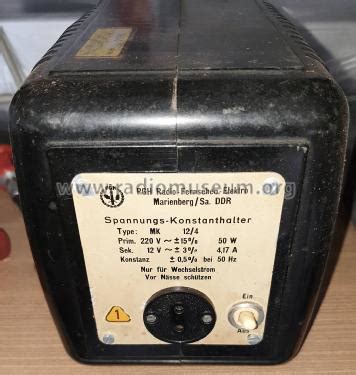 PGH
PGH Radio-Fernsehen-Elektro
Marienberg/Sa. DDR
www.radiomuseum.org
Spannungs-Konstanthalter
Type: MK 12/4
Prim. 220 V ~ ±15% 50 W
Sek. 12 V ~ ± 3% 4,17 A
Konstanz ± 0,5% bei 50 Hz
Nur für Wechselstrom
Vor Nässe schützen
Ein
1
Aus